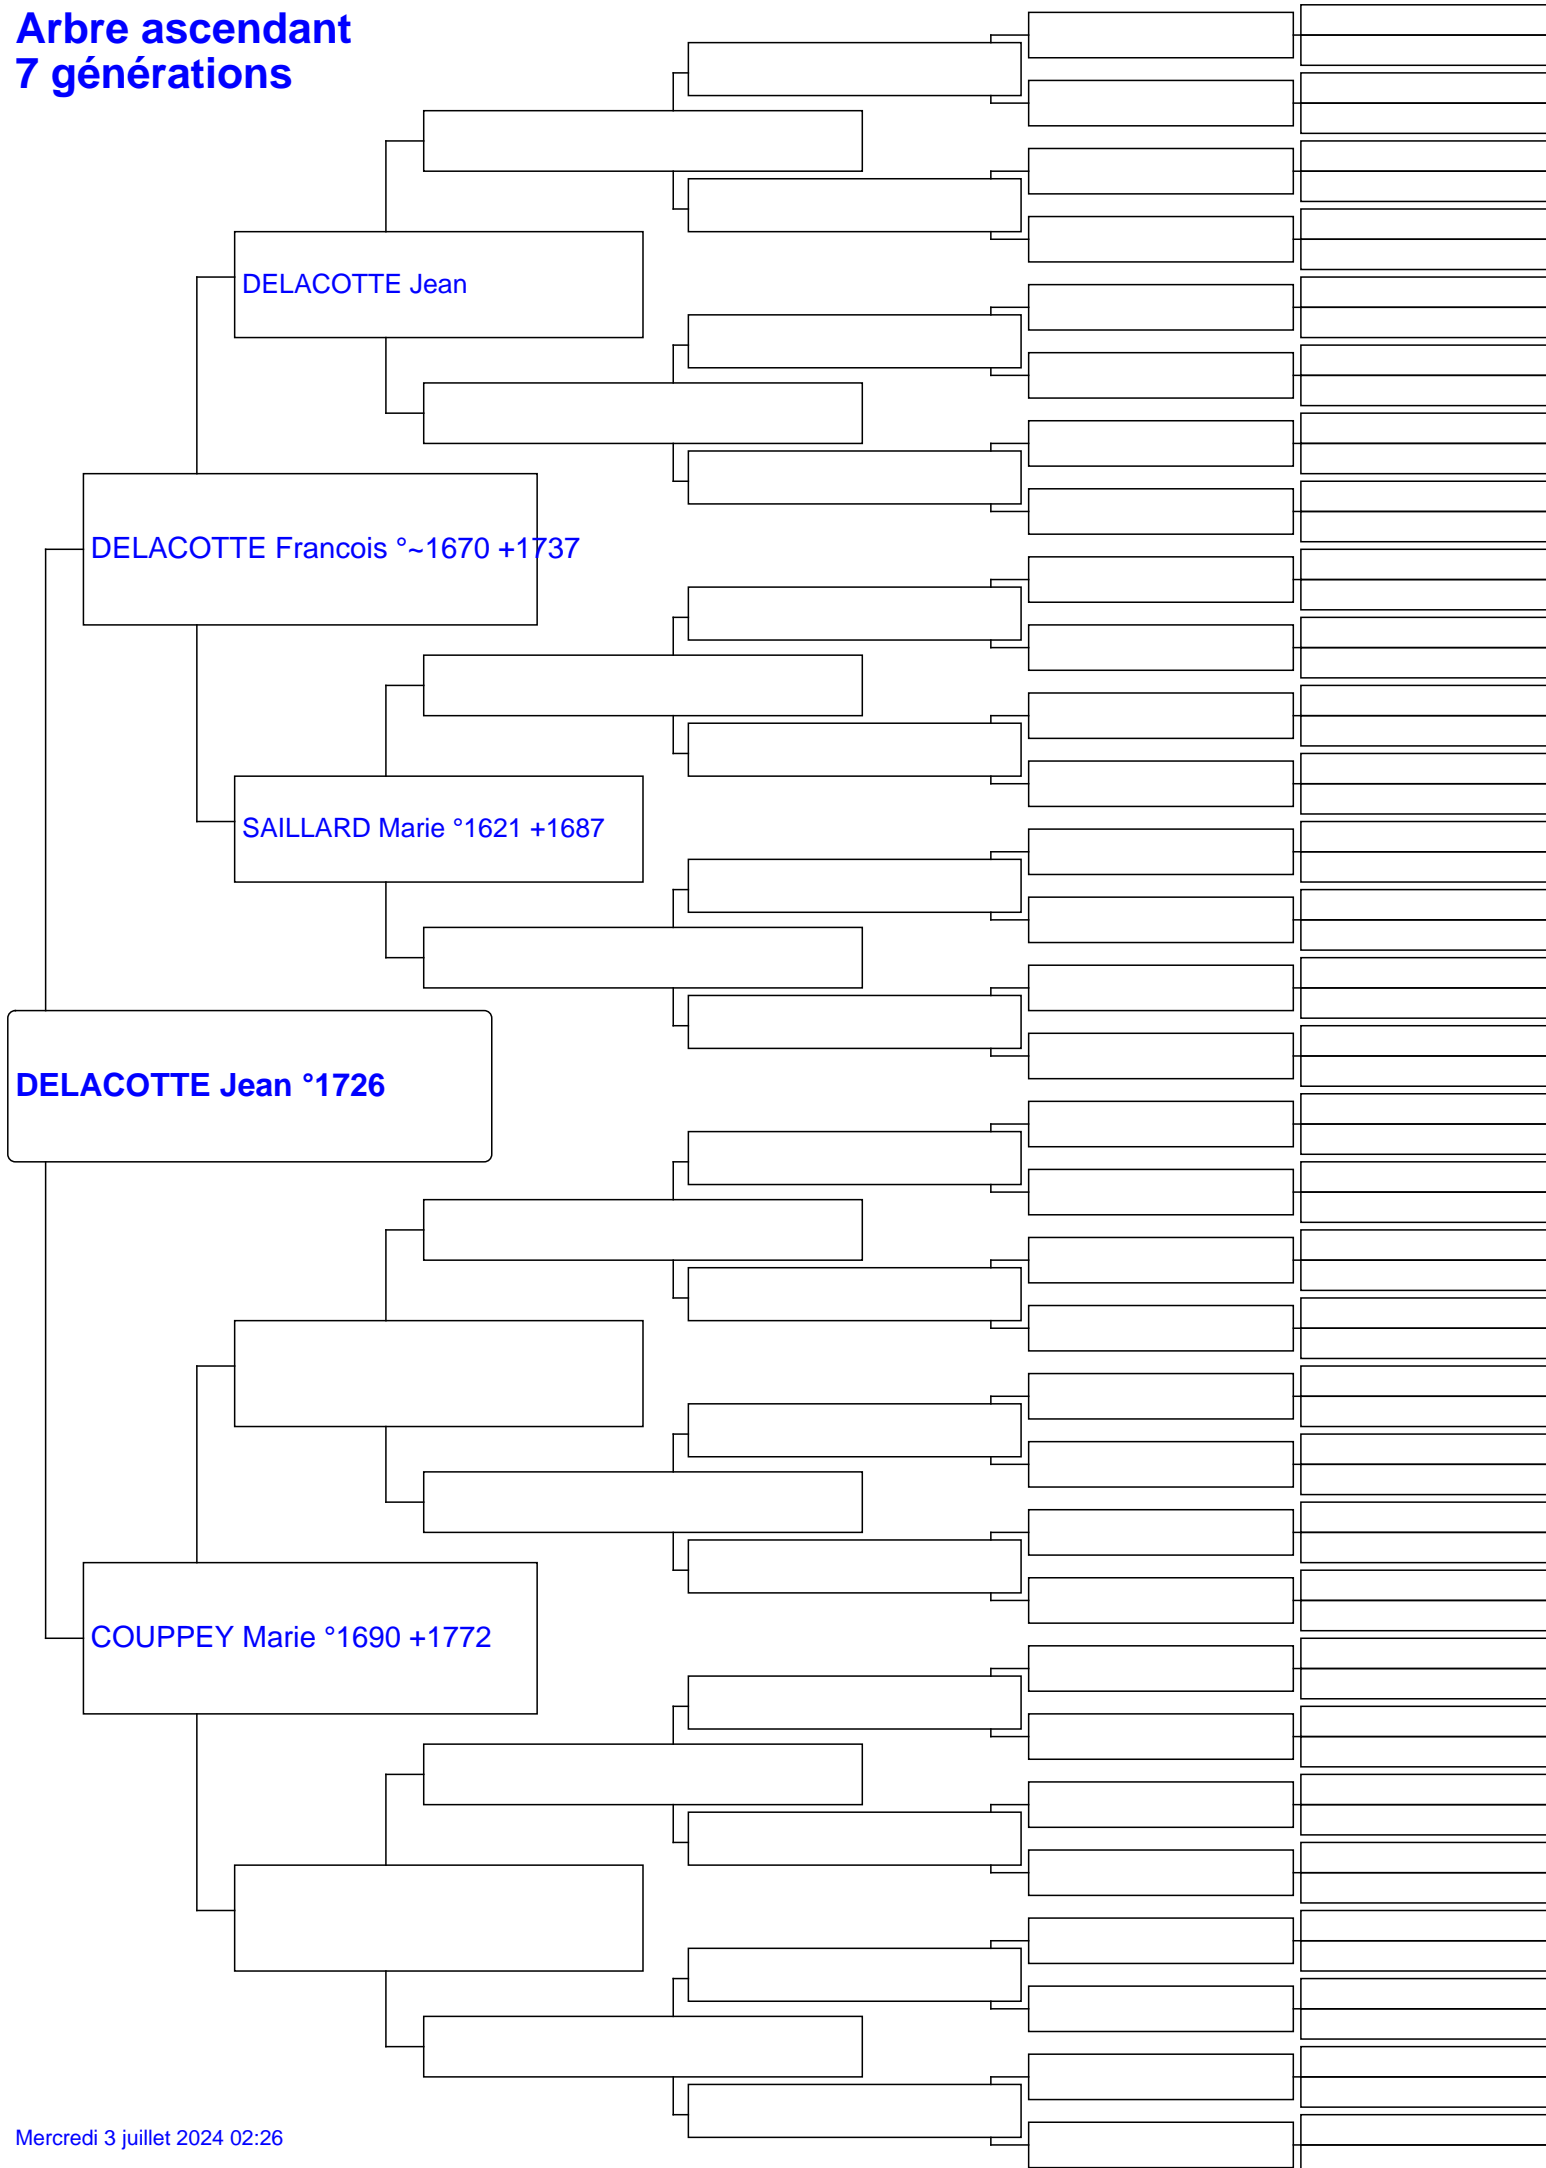 Arbre ascendant
7 générations
DELACOTTE Jean
DELACOTTE Francois °~1670 +1737
SAILLARD Marie °1621 +1687
DELACOTTE Jean °1726
COUPPEY Marie °1690 +1772
Mercredi 3 juillet 2024 02:26